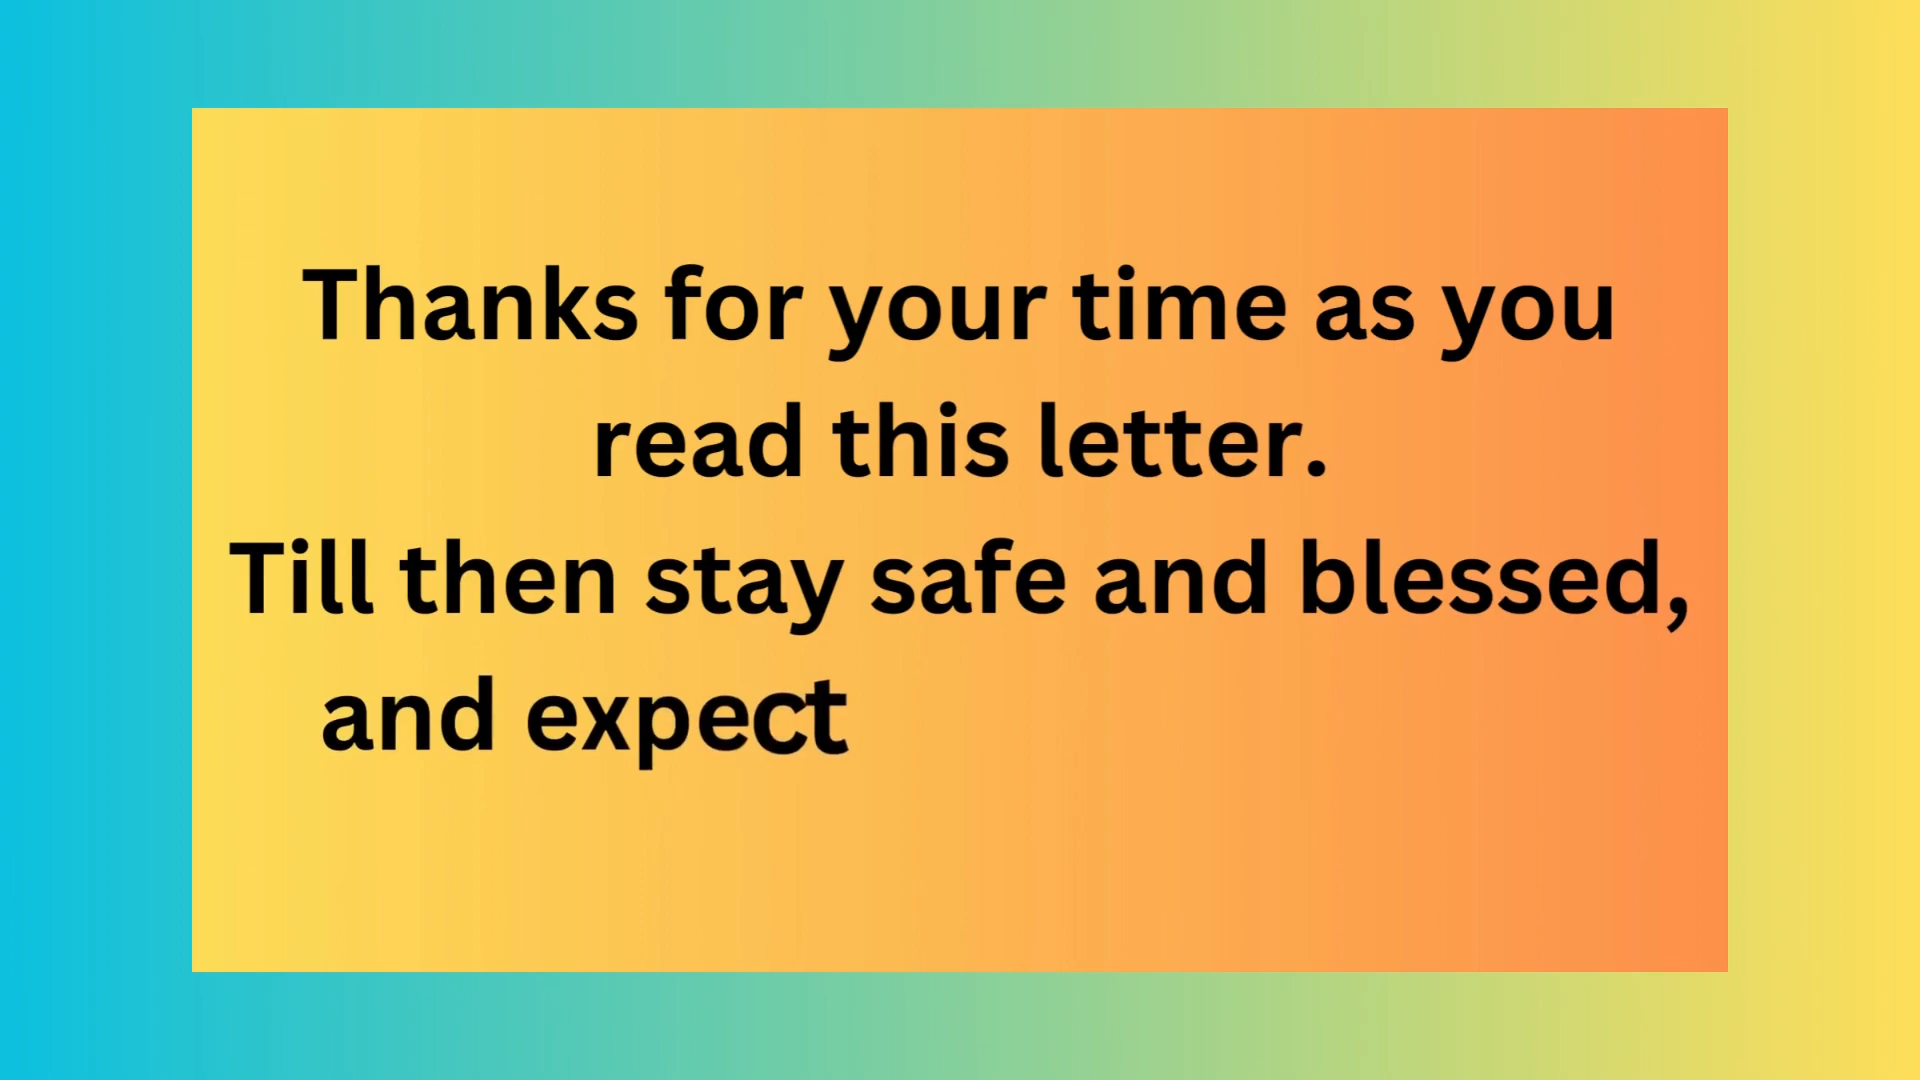 Thanks for your time as you
read this letter.
Till then stay safe and blessed,
and expect